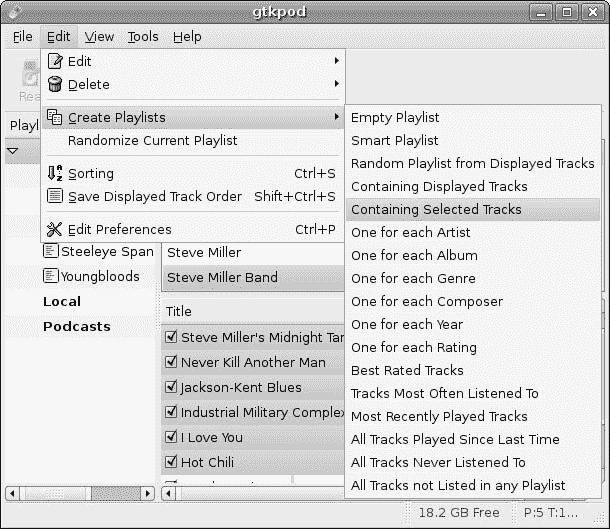 gtkpod
File Edit View Tools Help
Edit
Delete
Create Playlists
Randomize Current Playlist
Sorting Ctrl+S
Save Displayed Track Order Shift+Ctrl+S
Edit Preferences Ctrl+P
Rea
Playl
Empty Playlist
Smart Playlist
Random Playlist from Displayed Tracks
Containing Displayed Tracks
Containing Selected Tracks
One for each Artist
One for each Album
One for each Genre
One for each Composer
One for each Year
One for each Rating
Best Rated Tracks
Tracks Most Often Listened To
Most Recently Played Tracks
All Tracks Played Since Last Time
All Tracks Never Listened To
All Tracks not Listed in any Playlist
Steeleye Span
Youngbloods
Local
Podcasts
Steve Miller
Steve Miller Band
Title
Steve Miller's Midnight Tan
Never Kill Another Man
Jackson-Kent Blues
Industrial Military Complex
I Love You
Hot Chili
18.2 GB Free
P:5 T:1...